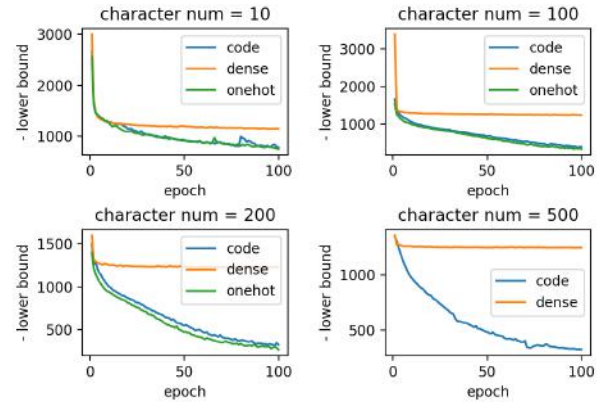 character num = 10
3000
2000
1000
- lower bound
code
dense
onehot
0
50
100
epoch
character num = 100
3000
2000
1000
- lower bound
code
dense
onehot
0
50
100
epoch
character num = 200
1500
1000
500
- lower bound
code
dense
onehot
0
50
100
epoch
character num = 500
1000
500
- lower bound
code
dense
0
50
100
epoch